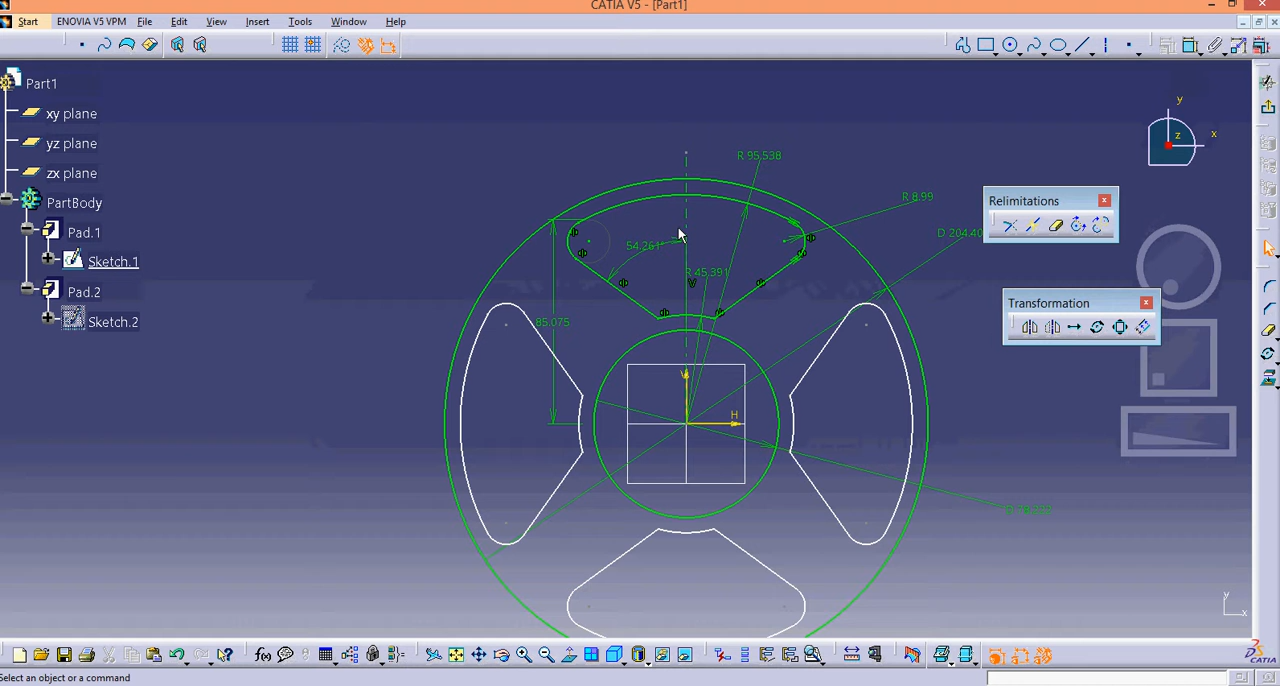 CATIA V5 - [Part1]
Start ENOVIA V5 VPM File Edit View Insert Tools Window Help
Part1
xy plane
yz plane
zx plane
PartBody
Pad.1
Sketch.1
Pad.2
Sketch.2
y
z
x
R 95.538
R 8.99
D 204.40
54.261°
R 45.391
V
85.075
V
H
Relimitations
Transformation
y
x
f(x)
CATIA
Select an object or a command